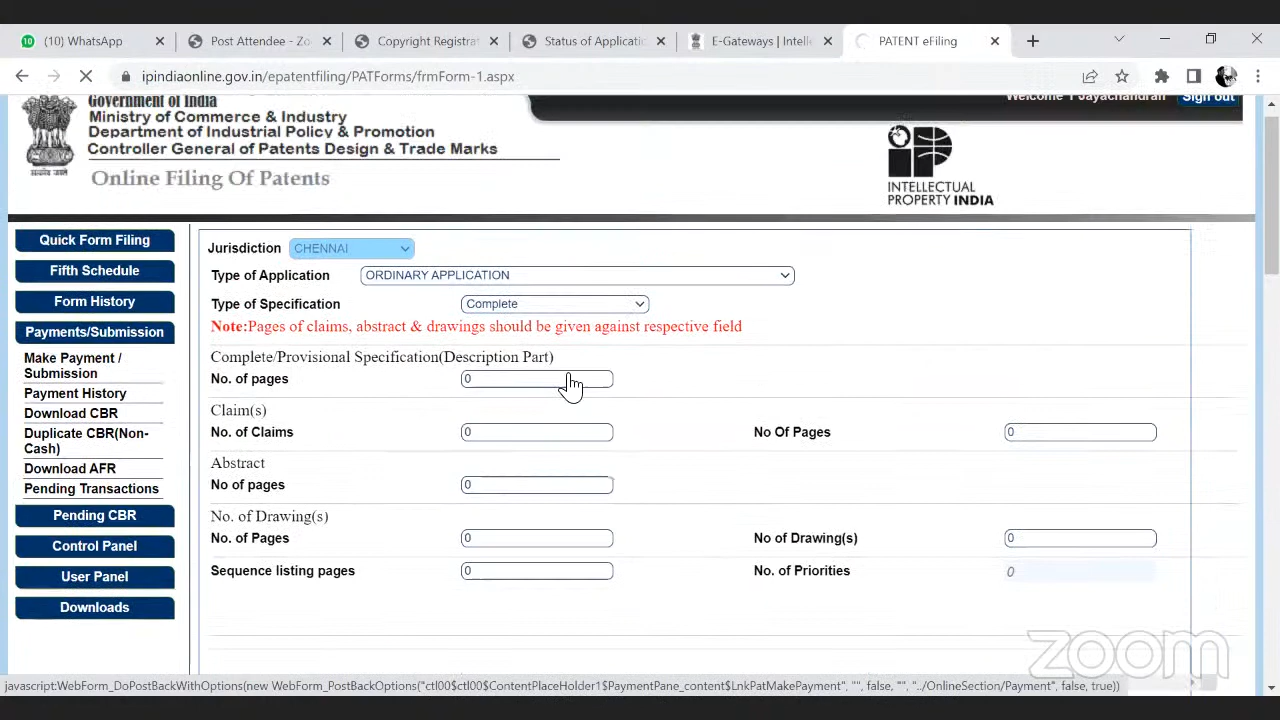 10 (10) WhatsApp
Post Attendee - Zo
Copyright Registrat
Status of Applicatio
E-Gateways | Intelle
PATENT eFiling
ipindiaonline.gov.in/epatentfiling/PATForms/frmForm-1.aspx
Government of India
Ministry of Commerce & Industry
Department of Industrial Policy & Promotion
Controller General of Patents Design & Trade Marks
Online Filing Of Patents
Welcome T Jayachandran
Sign out
INTELLECTUAL
PROPERTY INDIA
Quick Form Filing
Fifth Schedule
Form History
Payments/Submission
Make Payment /
Submission
Payment History
Download CBR
Duplicate CBR(Non-
Cash)
Download AFR
Pending Transactions
Pending CBR
Control Panel
User Panel
Downloads
Jurisdiction CHENNAI
Type of Application ORDINARY APPLICATION
Type of Specification Complete
Note:Pages of claims, abstract & drawings should be given against respective field
Complete/Provisional Specification(Description Part)
No. of pages 0
Claim(s)
No. of Claims 0 No Of Pages 0
Abstract
No of pages 0
No. of Drawing(s)
No. of Pages 0 No of Drawing(s) 0
Sequence listing pages 0 No. of Priorities 0
zoom
javascript:WebForm_DoPostBackWithOptions(new WebForm_PostBackOptions("ctl00$ctl00$ContentPlaceHolder1$PaymentPane_content$LnkPatMakePayment", "", false, "", "../OnlineSection/Payment", false, true))